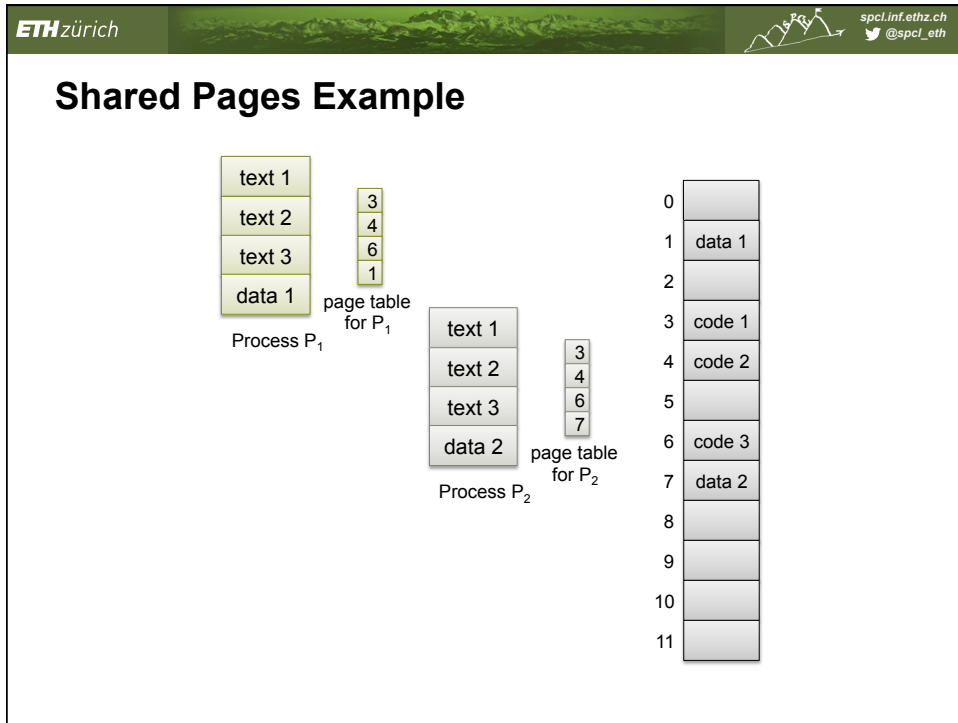 ETH zürich
spcl.inf.ethz.ch
@spcl_eth
SPCL
Shared Pages Example
text 1
text 2
text 3
data 1
Process P1
3
4
6
1
page table
for P1
text 1
text 2
text 3
data 2
Process P2
3
4
6
7
page table
for P2
0
1 data 1
2
3 code 1
4 code 2
5
6 code 3
7 data 2
8
9
10
11